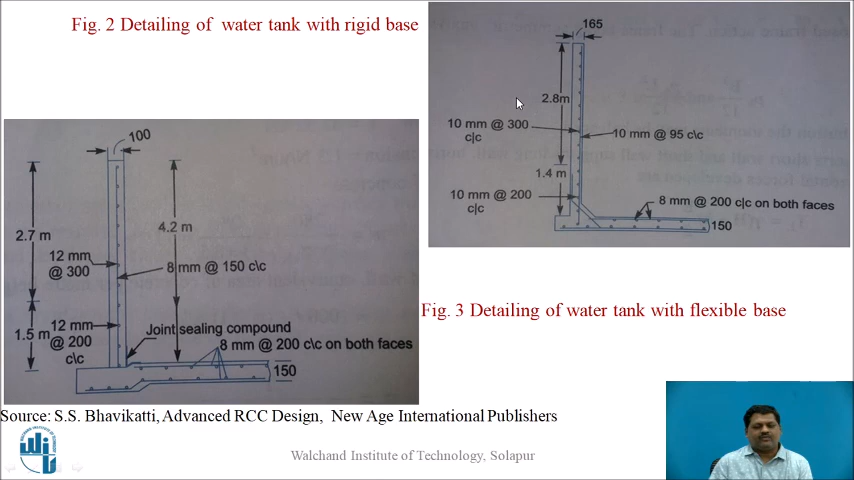 Fig. 2 Detailing of water tank with rigid base
165
2.8m
10 mm @ 300
c|c
10 mm @ 95 c\c
1.4 m
10 mm @ 200
c|c
8 mm @ 200 c|c on both faces
150
Fig. 3 Detailing of water tank with flexible base
100
2.7 m
4.2 m
12 mm
@ 300
8 mm @ 150 c\c
1.5 m
12 mm
@ 200
c\c
Joint sealing compound
8 mm @ 200 c\c on both faces
150
Source: S.S. Bhavikatti, Advanced RCC Design, New Age International Publishers
Walchand Institute of Technology, Solapur